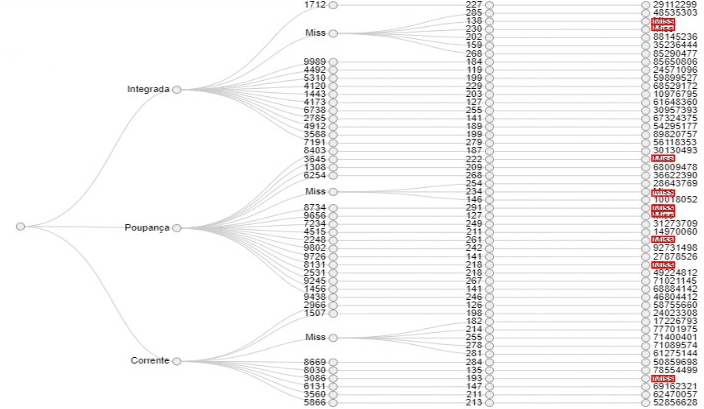 1712 227 29112299
285 48535303
138 Miss
230 Miss
Miss
202 88145236
159 35236444
268 85290477
9989 184 85650806
4492 119 24571096
5310 199 59899527
4120 229 68529172
Integrada
1443 203 10976795
4173 127 61648360
6738 255 30957393
2785 141 67324375
4912 189 54295177
3568 199 89820757
7191 279 56118353
8403 187 30130493
3645 222 Miss
1308 209 68009478
6254 268 36622390
254 28643769
Miss 234 Miss
146 10018052
8734 291 Miss
9656 127 Miss
7234 249 31273709
Poupança
4515 211 14970060
2248 261 Miss
9802 242 92731498
9726 141 27878526
8131 218 Miss
2531 218 49224812
9245 267 71021145
1456 141 68884142
9438 246 46804412
2966 126 58755660
1507 198 24023308
182 17226793
214 77701975
Miss 255 71400401
278 71089574
281 61275144
Corrente
8669 284 50859698
8030 135 78554499
3086 193 Miss
6131 147 69162321
3560 211 62470057
5866 213 52856628